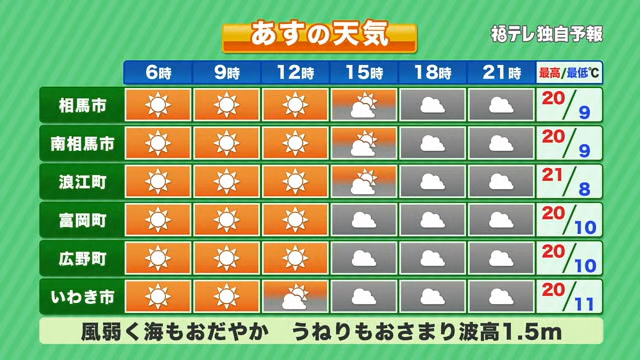 あすの天気
福テレ独自予報
6時 9時 12時 15時 18時 21時 最高/最低℃
相馬市 20/9
南相馬市 20/9
浪江町 21/8
富岡町 20/10
広野町 20/10
いわき市 20/11
風弱く海もおだやか うねりもおさまり波高1.5m